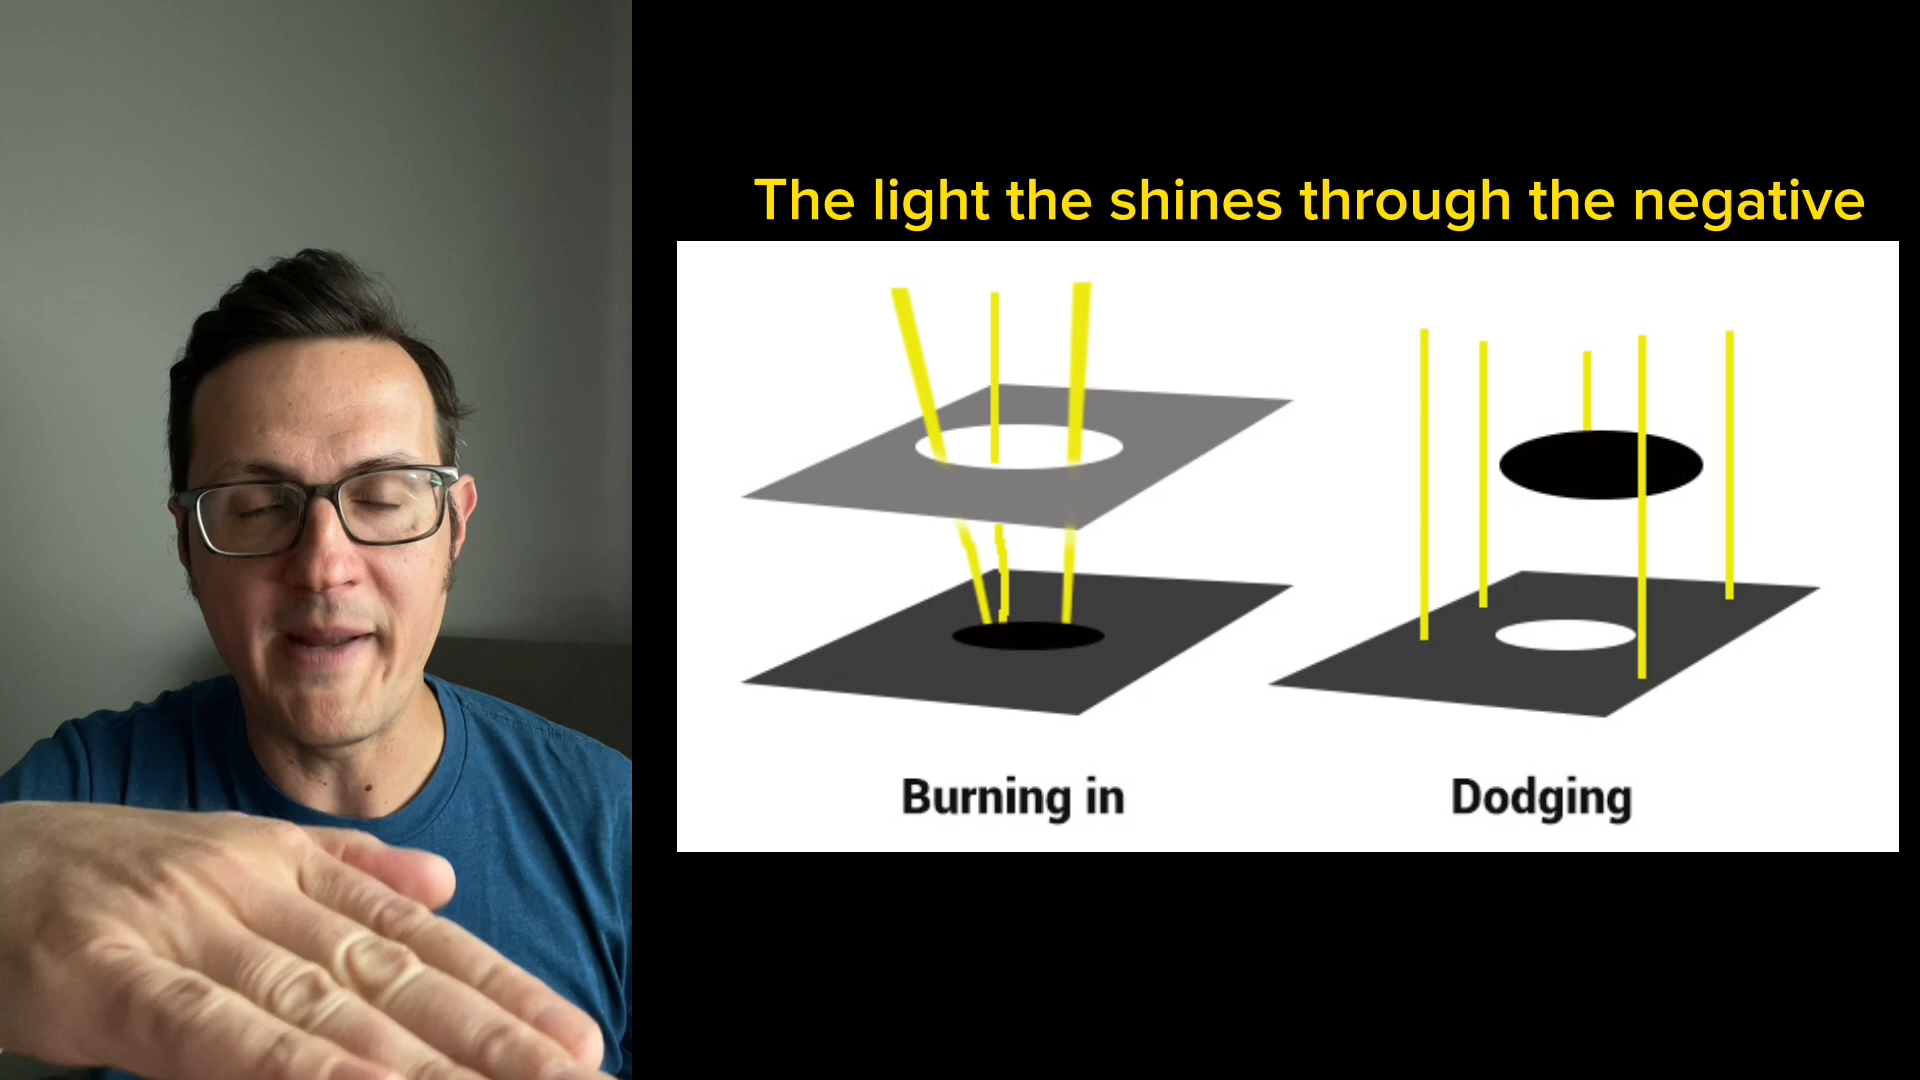 The light the shines through the negative
Burning in
Dodging